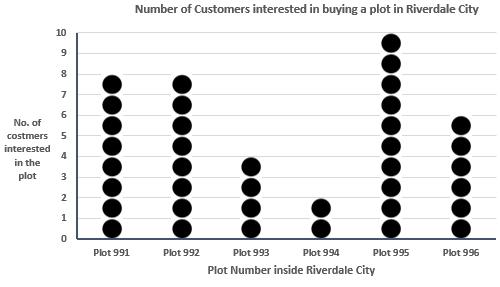 Number of Customers interested in buying a plot in Riverdale City
10
9
8
7
6
5
4
3
2
1
0
No. of
costmers
interested
in the
plot
Plot 991 Plot 992 Plot 993 Plot 994 Plot 995 Plot 996
Plot Number inside Riverdale City